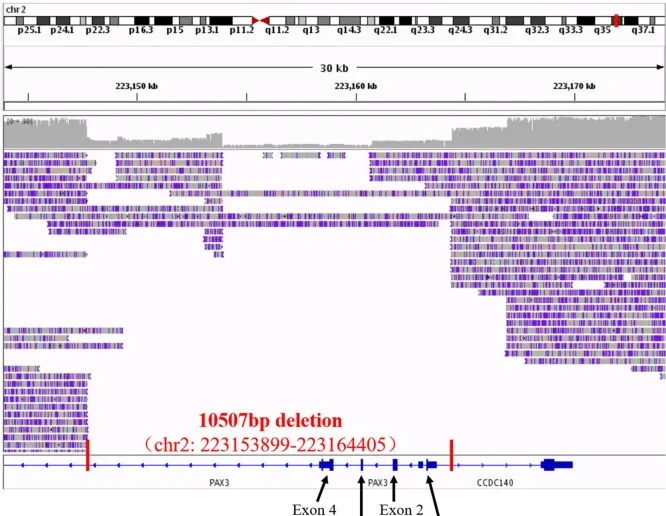 chr2
p25.1 p24.1 p22.3 p16.3 p15 p13.1 p11.2 q11.2 q13 q14.3 q22.1 q23.3 q24.3 q31.2 q32.3 q33.3 q35 q37.1
30 kb
223,150 kb 223,160 kb 223,170 kb
[0 - 30]
10507bp deletion
（chr2: 223153899-223164405）
PAX3 PAX3 CCDC140
Exon 4 Exon 2